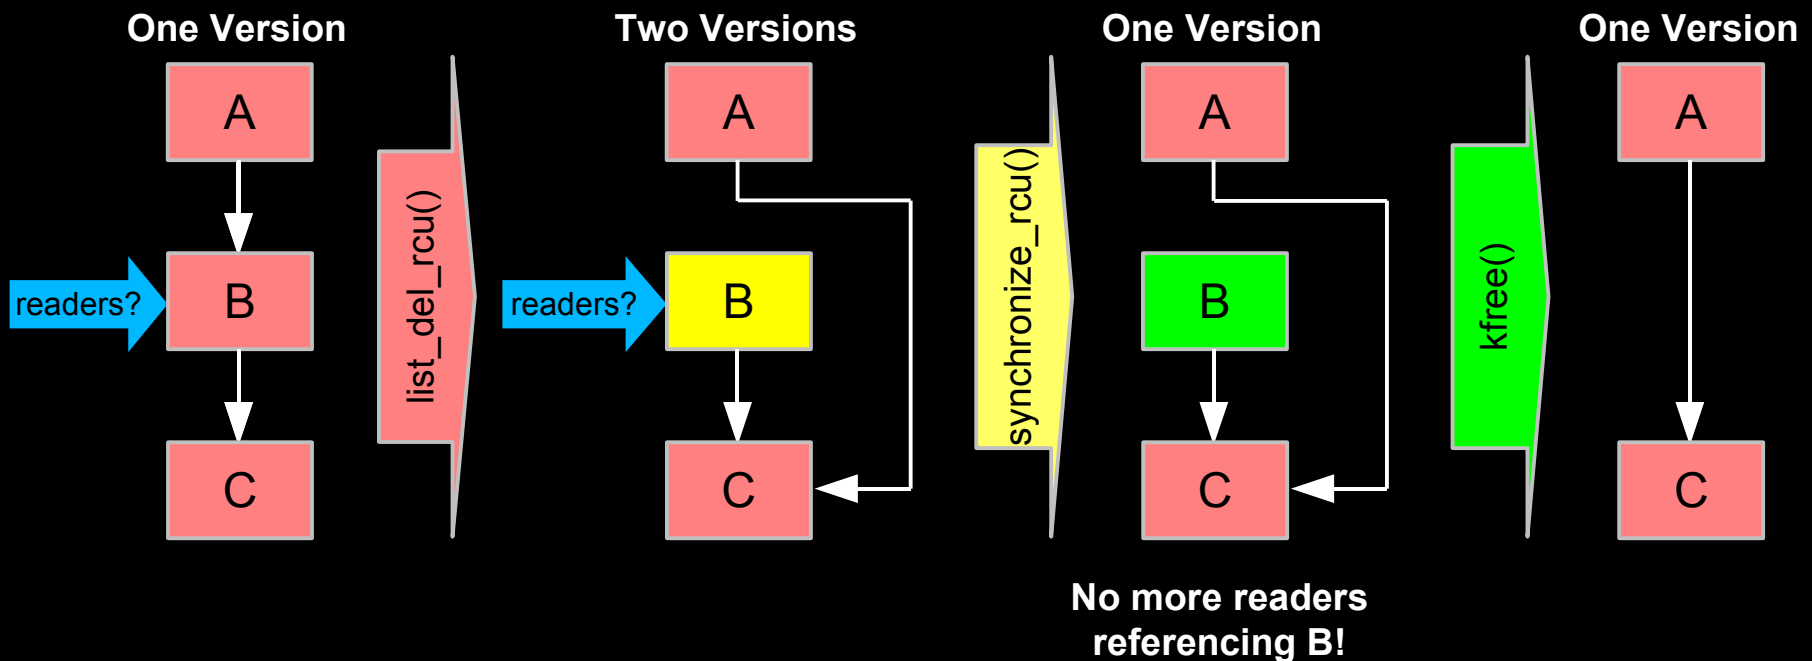 One Version
Two Versions
One Version
One Version
A
A
A
A
list_del_rcu()
synchronize_rcu()
kfree()
readers?
B
readers?
B
B
C
C
C
C
No more readers
referencing B!